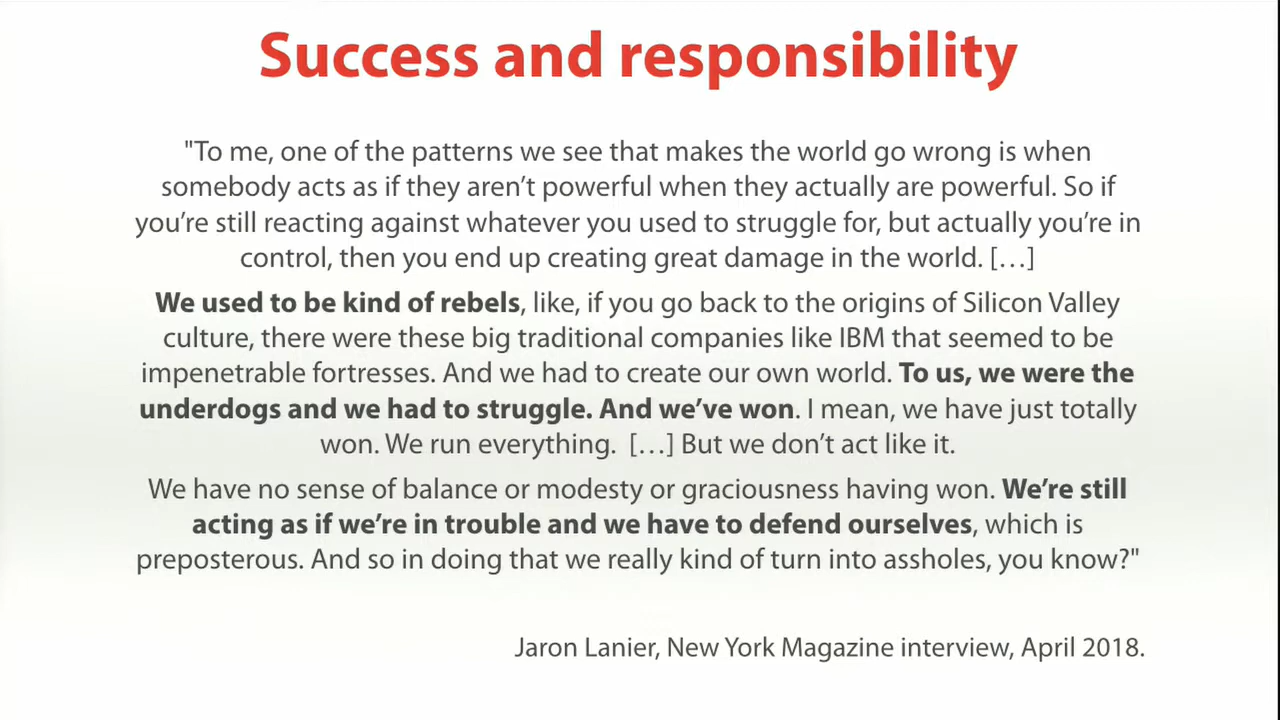 Success and responsibility
"To me, one of the patterns we see that makes the world go wrong is when
somebody acts as if they aren’t powerful when they actually are powerful. So if
you’re still reacting against whatever you used to struggle for, but actually you’re in
control, then you end up creating great damage in the world. […]
We used to be kind of rebels, like, if you go back to the origins of Silicon Valley
culture, there were these big traditional companies like IBM that seemed to be
impenetrable fortresses. And we had to create our own world. To us, we were the
underdogs and we had to struggle. And we’ve won. I mean, we have just totally
won. We run everything.  […] But we don’t act like it.
We have no sense of balance or modesty or graciousness having won. We’re still
acting as if we’re in trouble and we have to defend ourselves, which is
preposterous. And so in doing that we really kind of turn into assholes, you know?"
Jaron Lanier, New York Magazine interview, April 2018.